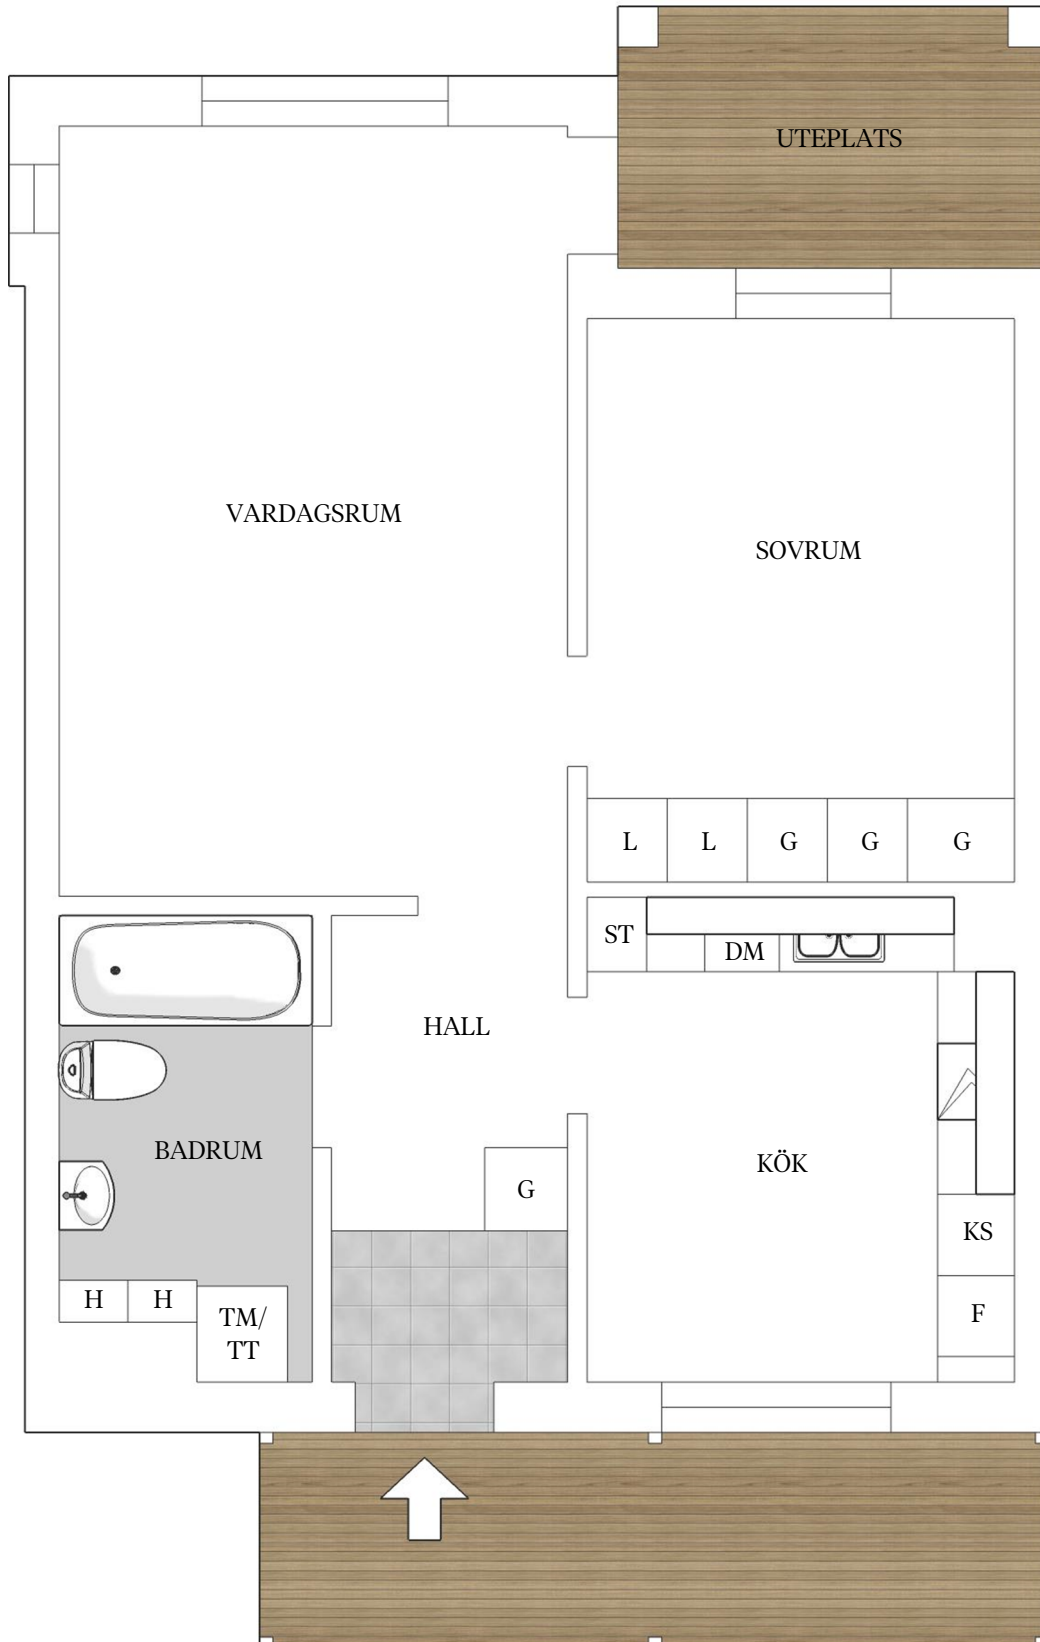 UTEPLATS
VARDAGSRUM
SOVRUM
L L G G G
ST
DM
HALL
BADRUM
KÖK
G
KS
H H
TM/
TT
F